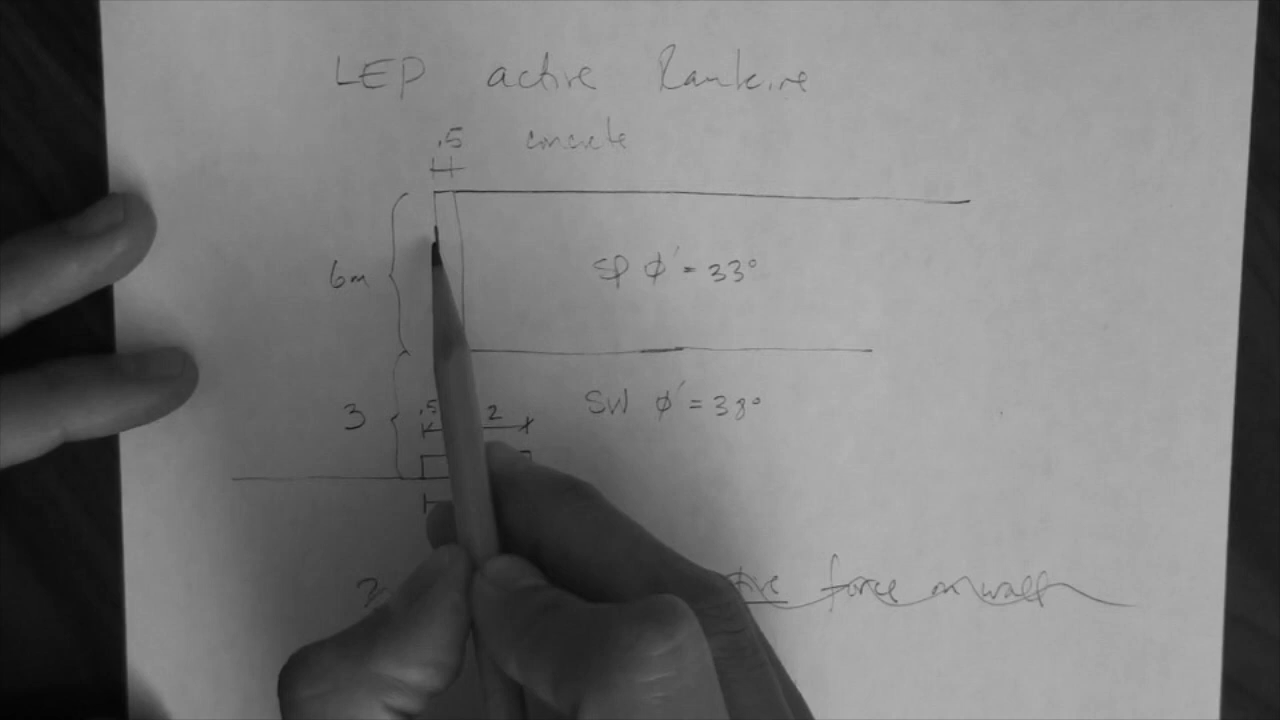 LEP active Rankine
.5 concrete
6m SP φ' = 33°
3 .5 2 SW φ' = 38°
force on wall